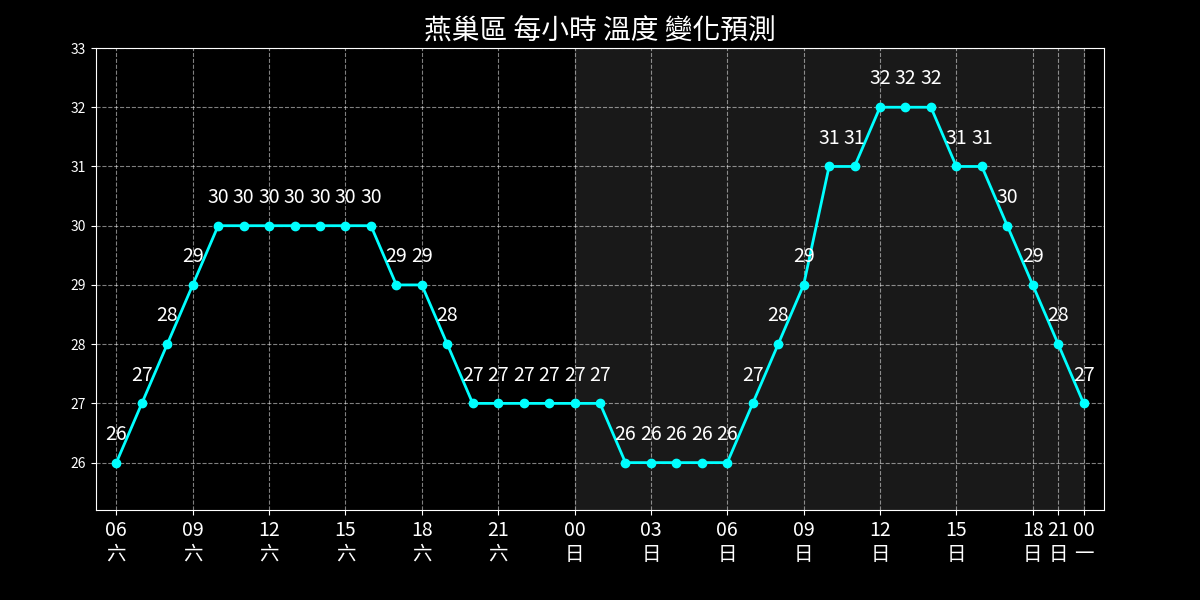 燕巢區 每小時 溫度 變化預測
33
32
31
30
29
28
27
26
32 32 32
31 31 31 31
30 30 30 30 30 30 30 30
29 29 29 29 29
28 28 28 28
27 27 27 27 27 27 27 27 27
26 26 26 26 26 26
06 09 12 15 18 21 00 03 06 09 12 15 18 21 00
六 六 六 六 六 六 日 日 日 日 日 日 日 日 一